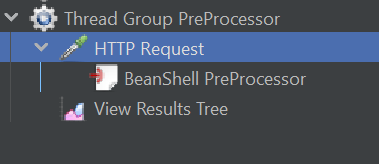 Thread Group PreProcessor
HTTP Request
BeanShell PreProcessor
View Results Tree